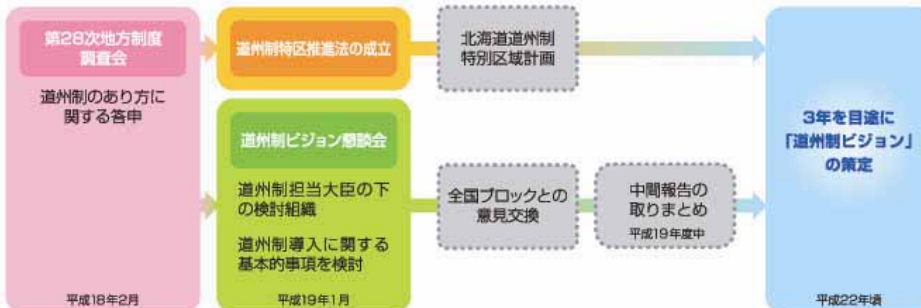 第28次地方制度
調査会
道州制のあり方に
関する答申
平成18年2月
道州制特区推進法の成立
道州制ビジョン懇談会
道州制担当大臣の下
の検討組織
道州制導入に関する
基本的事項を検討
平成19年1月
北海道道州制
特別区域計画
全国ブロックとの
意見交換
中間報告の
取りまとめ
平成19年度中
3年を目途に
「道州制ビジョン」
の策定
平成22年頃